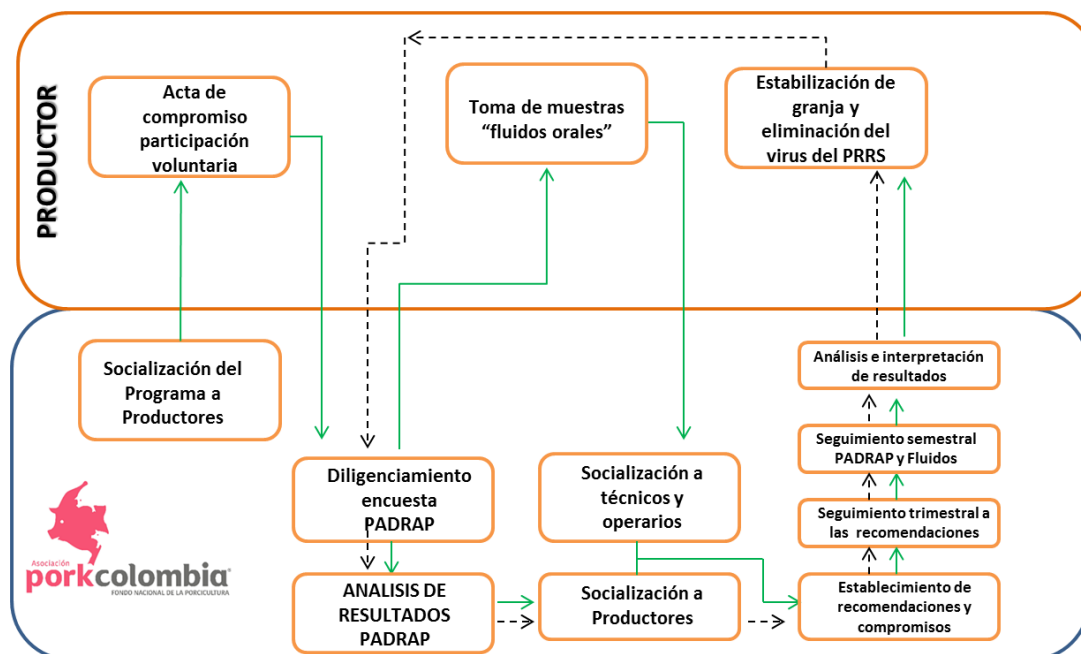 PRODUCTOR
Acta de
compromiso
participación
voluntaria
Toma de muestras
“fluidos orales”
Estabilización de
granja y
eliminación del
virus del PRRS
Socialización del
Programa a
Productores
Análisis e interpretación
de resultados
Seguimiento semestral
PADRAP y Fluidos
Diligenciamiento
encuesta
PADRAP
Socialización a
técnicos y
operarios
Seguimiento trimestral a
las recomendaciones
Asociación
porkcolombia®
FONDO NACIONAL DE LA PORCICULTURA
ANALISIS DE
RESULTADOS
PADRAP
Socialización a
Productores
Establecimiento de
recomendaciones y
compromisos